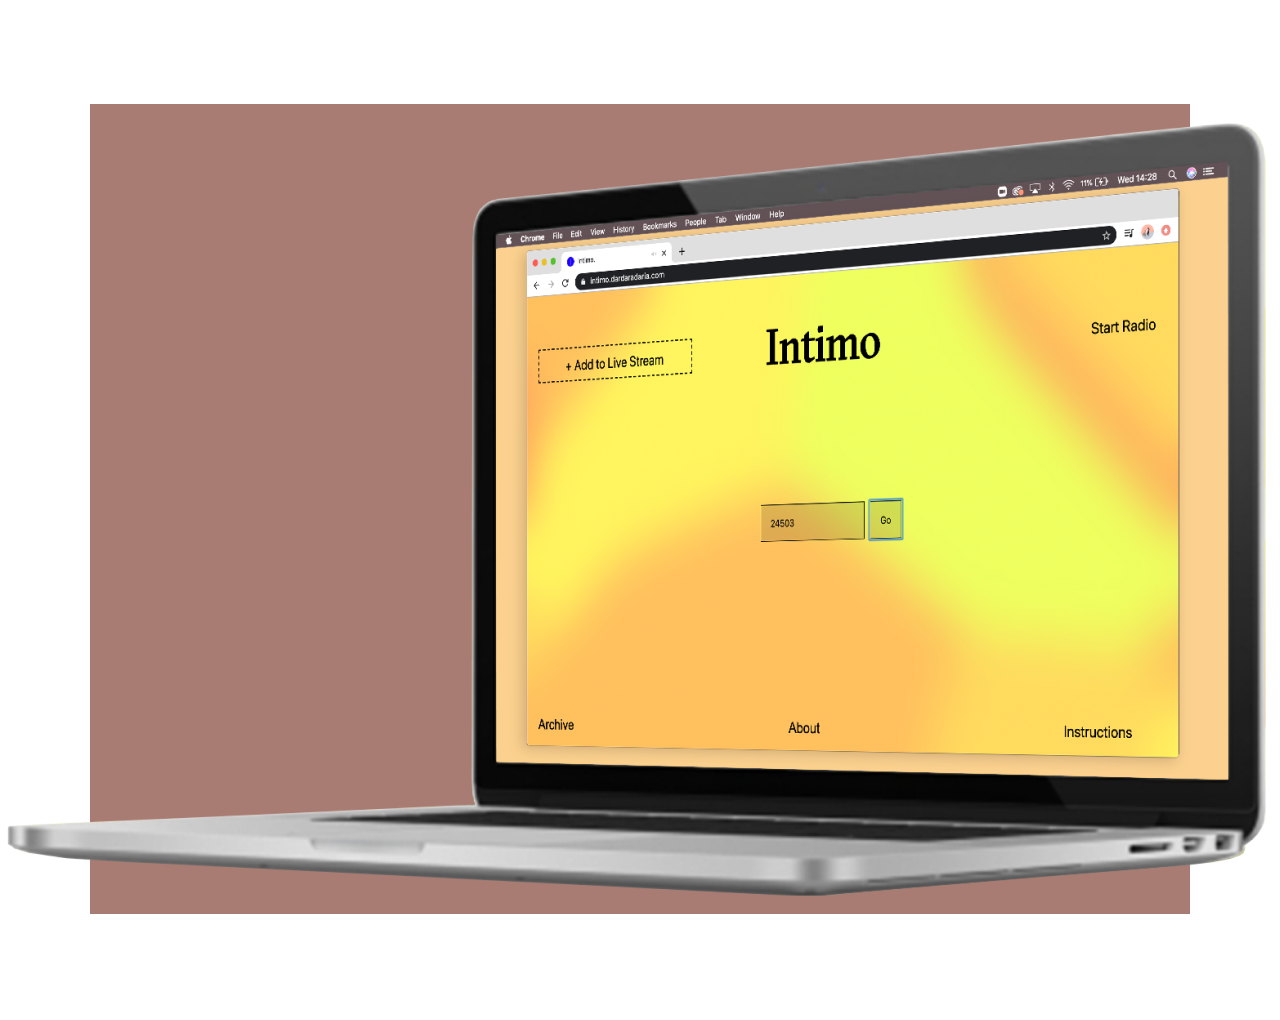 Chrome File Edit View History Bookmarks People Tab Window Help 11% Wed 14:28
intimo.
intimo.dardaradaria.com
Intimo
Start Radio
+ Add to Live Stream
24503 Go
Archive About Instructions